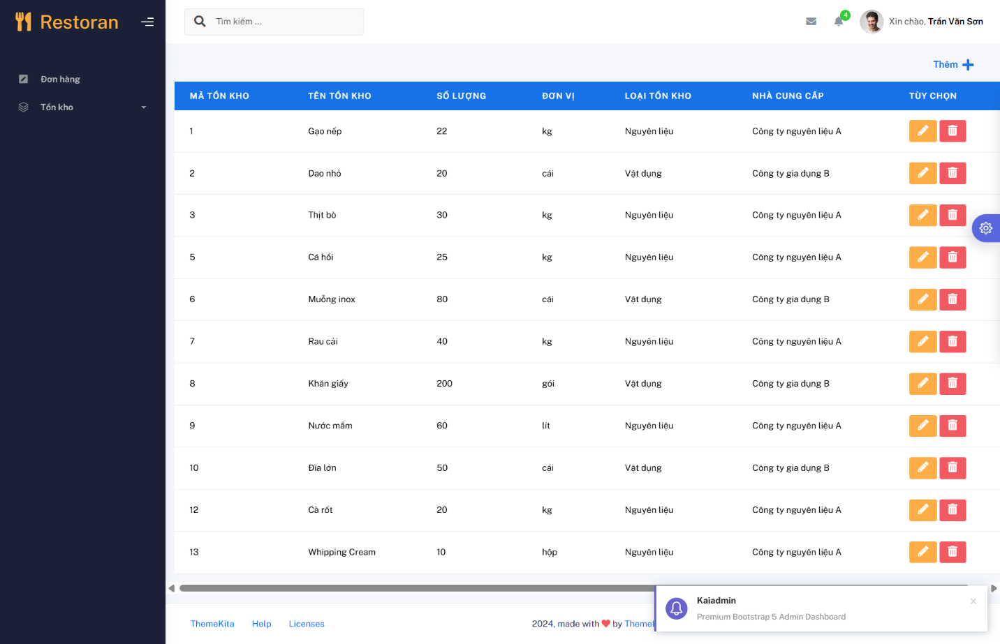 Restoran
Tìm kiếm ...
4
Xin chào, Trần Văn Sơn
Đơn hàng
Tồn kho
Thêm
MÃ TỒN KHO TÊN TỒN KHO SỐ LƯỢNG ĐƠN VỊ LOẠI TỒN KHO NHÀ CUNG CẤP TÙY CHỌN
1 Gạo nếp 22 kg Nguyên liệu Công ty nguyên liệu A
2 Dao nhỏ 20 cái Vật dụng Công ty gia dụng B
3 Thịt bò 30 kg Nguyên liệu Công ty nguyên liệu A
5 Cá hồi 25 kg Nguyên liệu Công ty nguyên liệu A
6 Muỗng inox 80 cái Vật dụng Công ty gia dụng B
7 Rau cải 40 kg Nguyên liệu Công ty nguyên liệu A
8 Khăn giấy 200 gói Vật dụng Công ty gia dụng B
9 Nước mắm 60 lít Nguyên liệu Công ty nguyên liệu A
10 Đĩa lớn 50 cái Vật dụng Công ty gia dụng B
12 Cà rốt 20 kg Nguyên liệu Công ty nguyên liệu A
13 Whipping Cream 10 hộp Nguyên liệu Công ty nguyên liệu A
Kaiadmin
Premium Bootstrap 5 Admin Dashboard
ThemeKita Help Licenses
2024, made with by